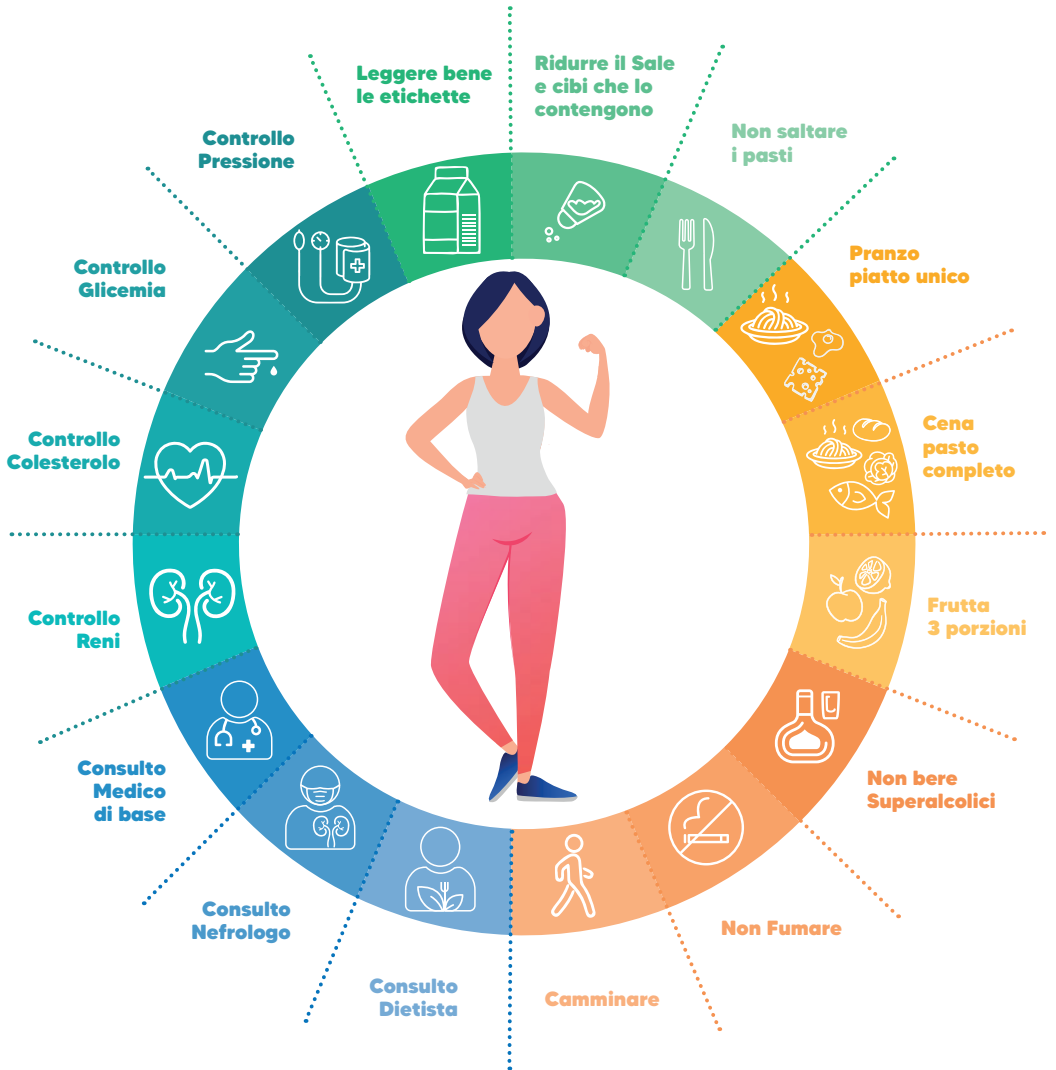 Leggere bene
le etichette
Ridurre il Sale
e cibi che lo
contengono
Non saltare
i pasti
Pranzo
piatto unico
Cena
pasto
completo
Frutta
3 porzioni
Non bere
Superalcolici
Non Fumare
Camminare
Consulto
Dietista
Consulto
Nefrologo
Consulto
Medico
di base
Controllo
Reni
Controllo
Colesterolo
Controllo
Glicemia
Controllo
Pressione